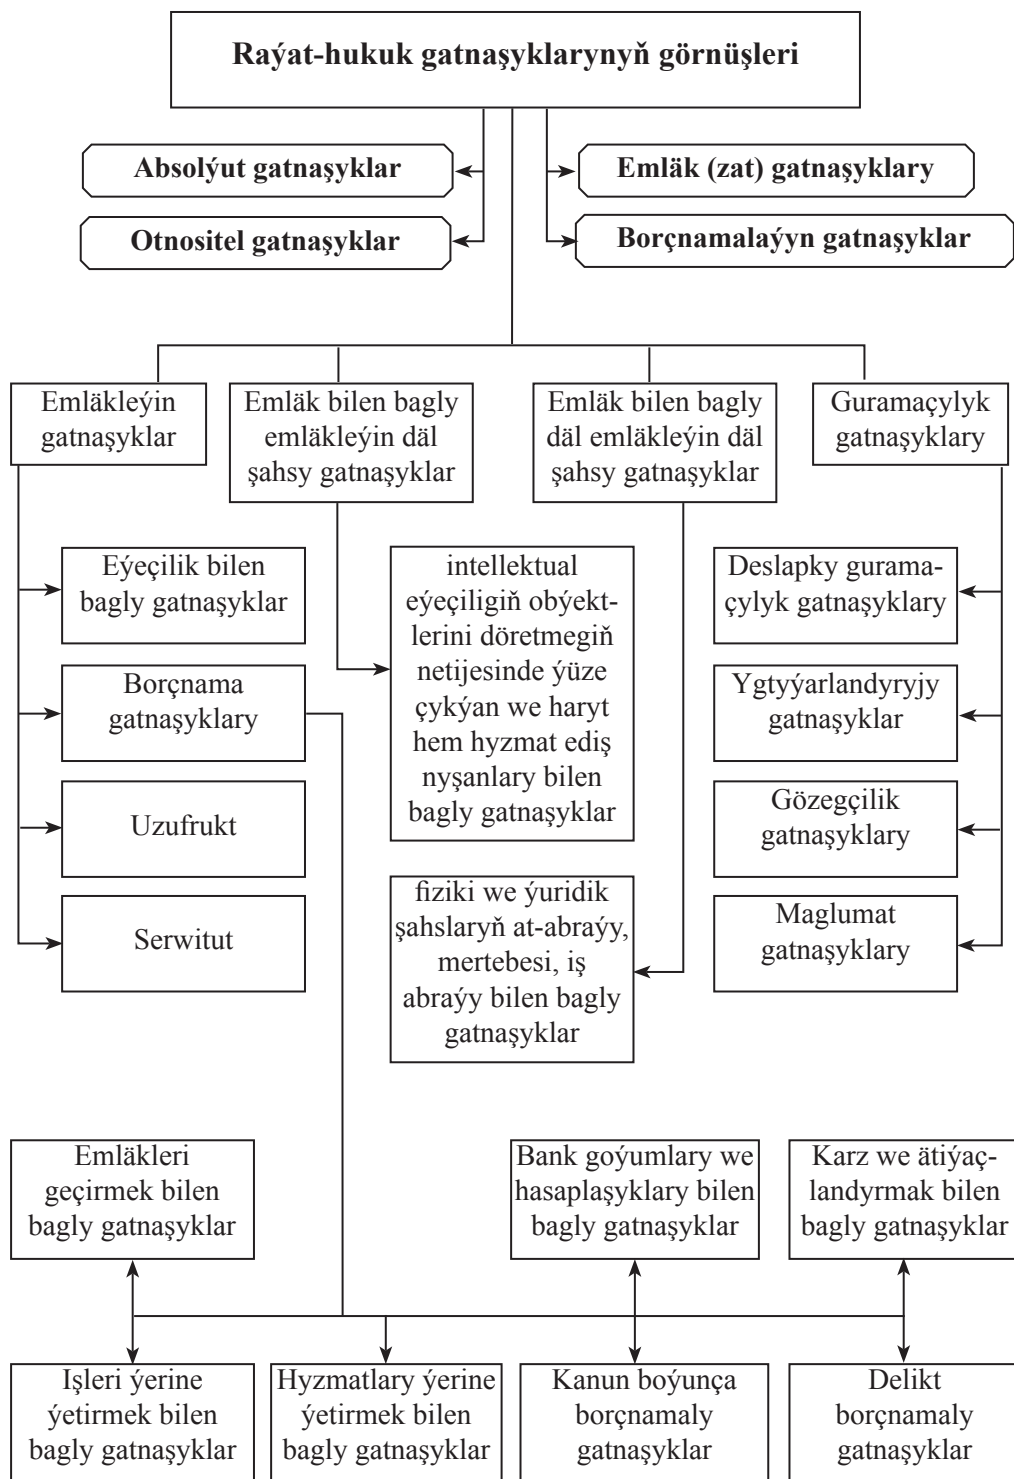 Raýat-hukuk gatnaşyklarynyň görnüşleri
Absolýut gatnaşyklar
Emläk (zat) gatnaşyklary
Otnositel gatnaşyklar
Borçnamalaýyn gatnaşyklar
Emläkleýin
gatnaşyklar
Emläk bilen bagly
emläkleýin däl
şahsy gatnaşyklar
Emläk bilen bagly
däl emläkleýin däl
şahsy gatnaşyklar
Guramaçylyk
gatnaşyklary
Eýeçilik bilen
bagly gatnaşyklar
Borçnama
gatnaşyklary
Uzufrukt
Serwitut
intellektual
eýeçiligiň obýekt-
lerini döretmegiň
netijesinde ýüze
çykýan we haryt
hem hyzmat ediş
nyşanlary bilen
bagly gatnaşyklar
fiziki we ýuridik
şahslaryň at-abraýy,
mertebesi, iş
abraýy bilen bagly
gatnaşyklar
Deslapky gurama-
çylyk gatnaşyklary
Ygtyýarlandyryjy
gatnaşyklar
Gözegçilik
gatnaşyklary
Maglumat
gatnaşyklary
Emläkleri
geçirmek bilen
bagly gatnaşyklar
Bank goýumlary we
hasaplaşyklary bilen
bagly gatnaşyklar
Karz we ätiýaç-
landyrmak bilen
bagly gatnaşyklar
Işleri ýerine
ýetirmek bilen
bagly gatnaşyklar
Hyzmatlary ýerine
ýetirmek bilen
bagly gatnaşyklar
Kanun boýunça
borçnamaly
gatnaşyklar
Delikt
borçnamaly
gatnaşyklar